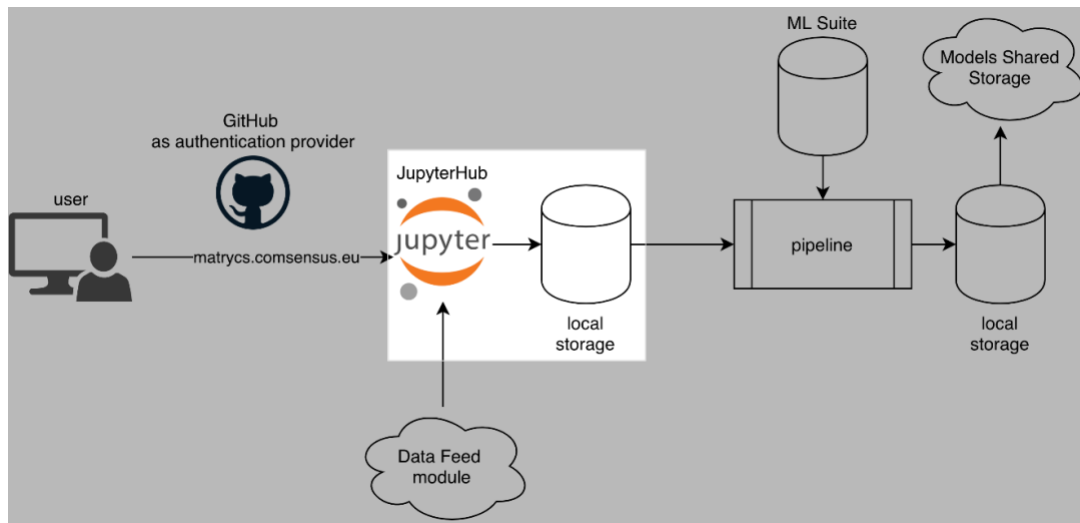 ML Suite
Models Shared
Storage
GitHub
as authentication provider
JupyterHub
user
jupyter
pipeline
matrycs.comsensus.eu
local
storage
local
storage
Data Feed
module